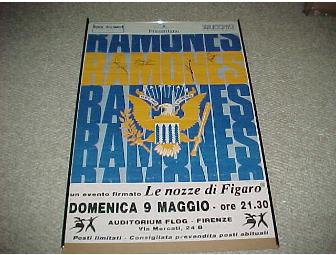 RAMONES
RAMONES
RAMONES
RAMONES
RAMONES
un evento firmato Le nozze di Figaro
DOMENICA 9 MAGGIO - ore 21.30
AUDITORIUM FLOG - FIRENZE
Via Mercati, 24 B
Posti limitati - Consigliata prevendita posti abituali